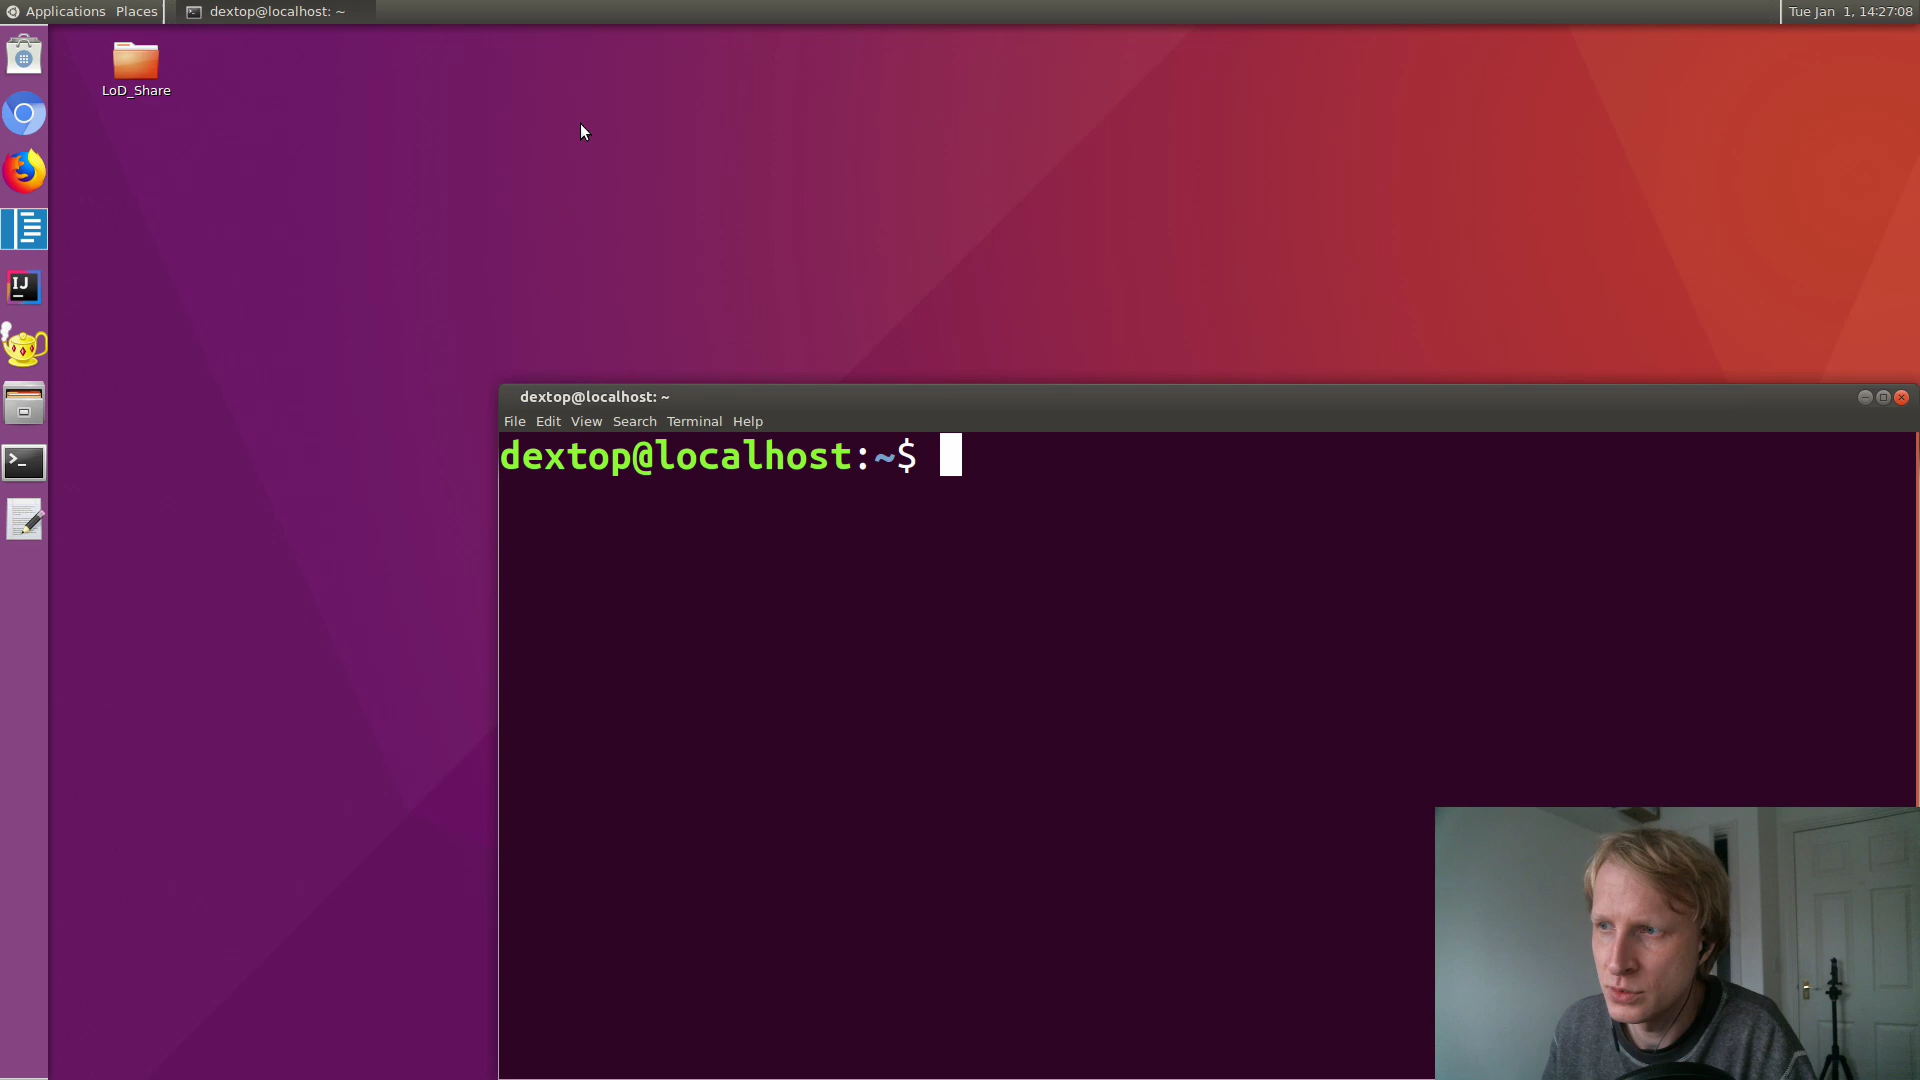 Applications Places dextop@localhost: ~ Tue Jan 1, 14:27:08
LoD_Share
IJ
dextop@localhost: ~
File Edit View Search Terminal Help
dextop@localhost:~$